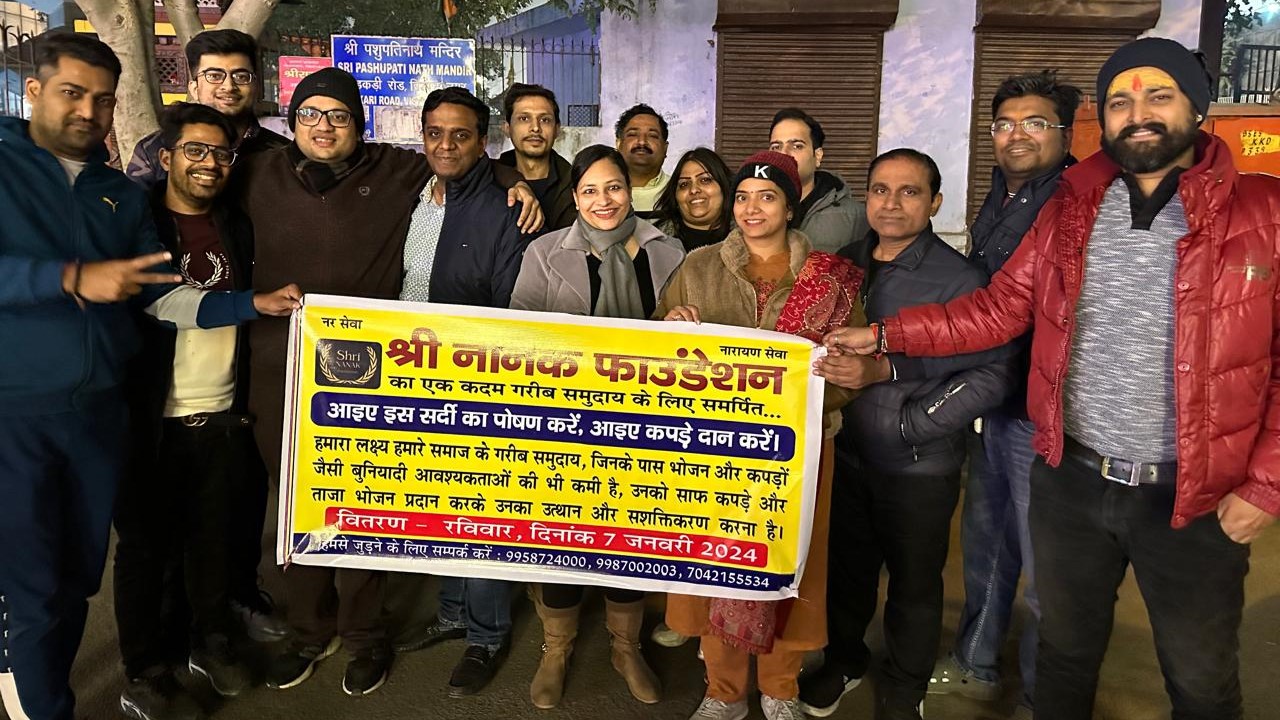 श्री पशुपतिनाथ मन्दिर
SRI PASHUPATI NATH MANDIR
नर सेवा
नारायण सेवा
Shri
NANAK
श्री नानक फाउंडेशन
का एक कदम गरीब समुदाय के लिए समर्पित...
आइए इस सर्दी का पोषण करें, आइए कपड़े दान करें।
हमारा लक्ष्य हमारे समाज के गरीब समुदाय, जिनके पास भोजन और कपड़ों
जैसी बुनियादी आवश्यकताओं की भी कमी है, उनको साफ कपड़े और
ताजा भोजन प्रदान करके उनका उत्थान और सशक्तिकरण करना है।
वितरण – रविवार, दिनांक 7 जनवरी 2024
हमसे जुड़ने के लिए सम्पर्क करें : 9958724000, 9987002003, 7042155534
K